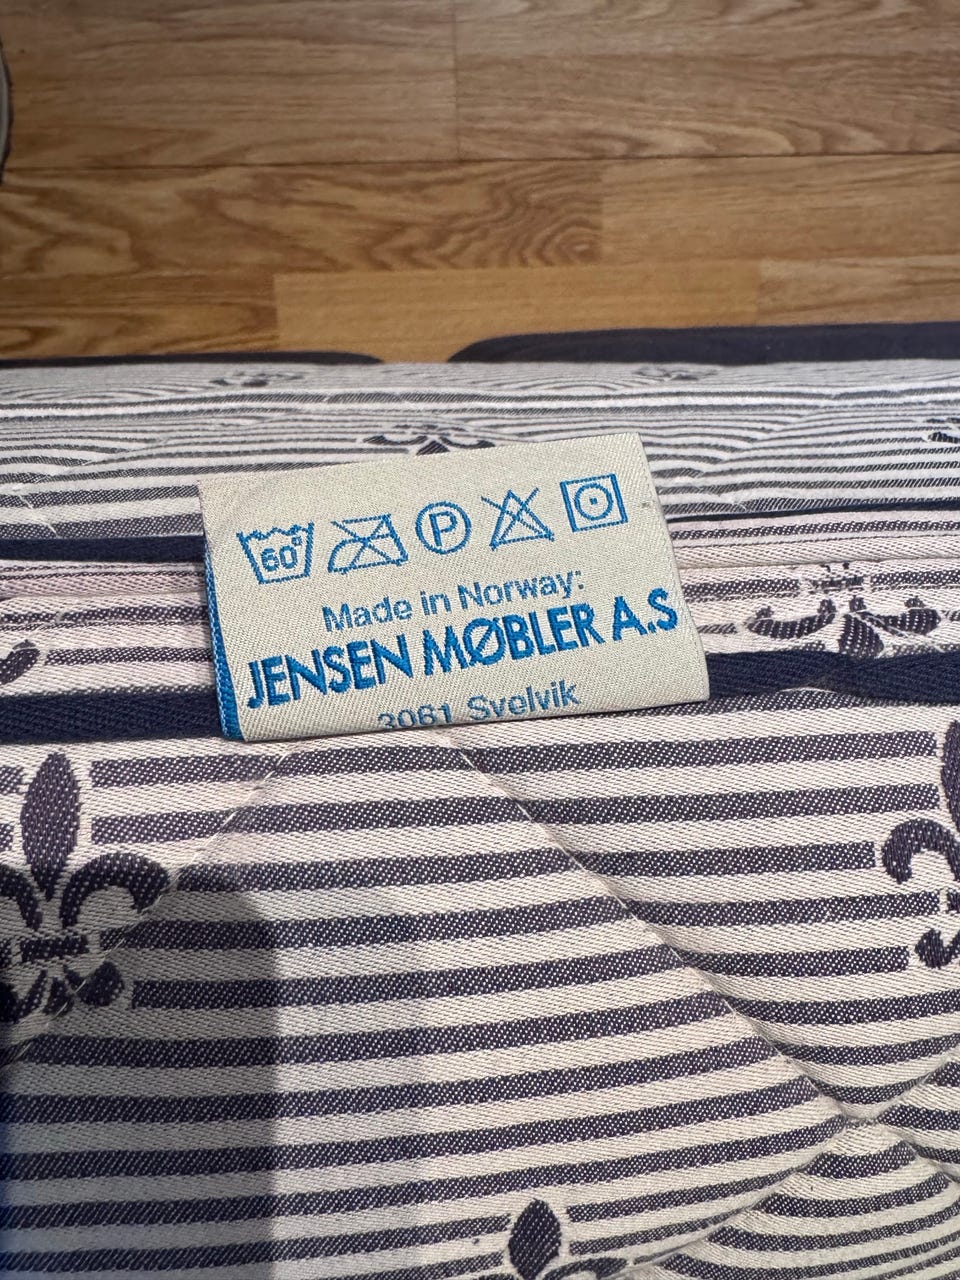 60°
P
Made in Norway:
JENSEN MØBLER A.S
3061 Svelvik